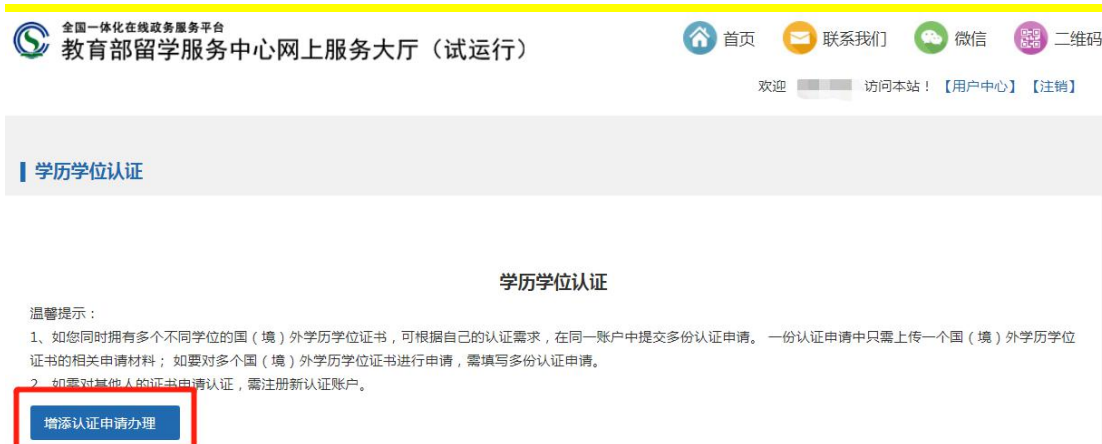 全国一体化在线政务服务平台
教育部留学服务中心网上服务大厅（试运行）
首页 联系我们 微信 二维码
欢迎 访问本站！【用户中心】【注销】
学历学位认证
学历学位认证
温馨提示：
1、如您同时拥有多个不同学位的国（境）外学历学位证书，可根据自己的认证需求，在同一账户中提交多份认证申请。 一份认证申请中只需上传一个国（境）外学历学位
证书的相关申请材料； 如要对多个国（境）外学历学位证书进行申请，需填写多份认证申请。
2、如需对其他人的证书申请认证，需注册新认证账户。
增添认证申请办理